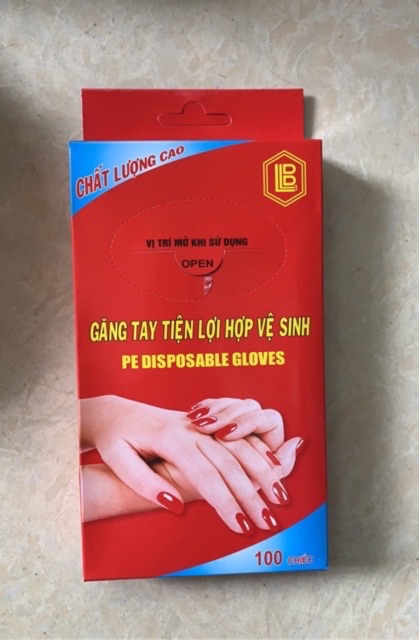 CHẤT LƯỢNG CAO
LBB
VỊ TRÍ MỞ KHI SỬ DỤNG
OPEN
GĂNG TAY TIỆN LỢI HỢP VỆ SINH
PE DISPOSABLE GLOVES
100 CHIẾC